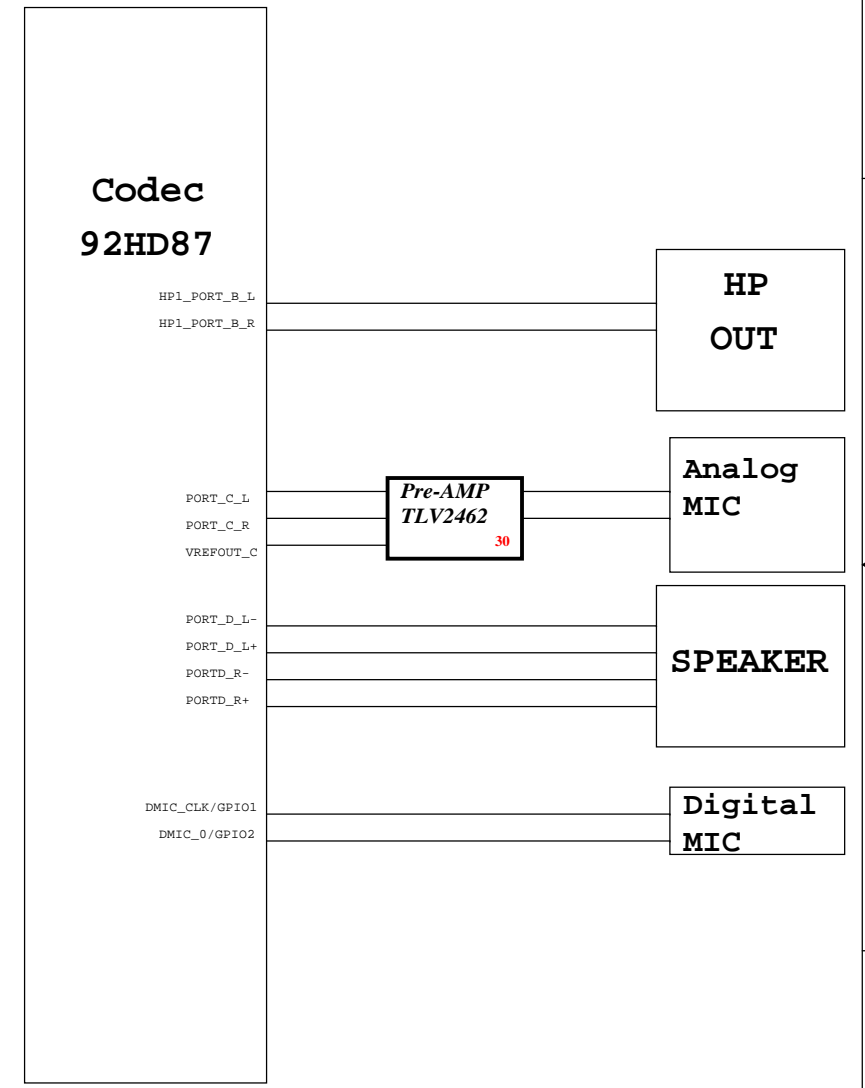 Codec
92HD87
HP1_PORT_B_L
HP1_PORT_B_R
HP
OUT
PORT_C_L
PORT_C_R
VREFOUT_C
Pre-AMP
TLV2462
30
Analog
MIC
PORT_D_L-
PORT_D_L+
PORTD_R-
PORTD_R+
SPEAKER
DMIC_CLK/GPIO1
DMIC_0/GPIO2
Digital
MIC